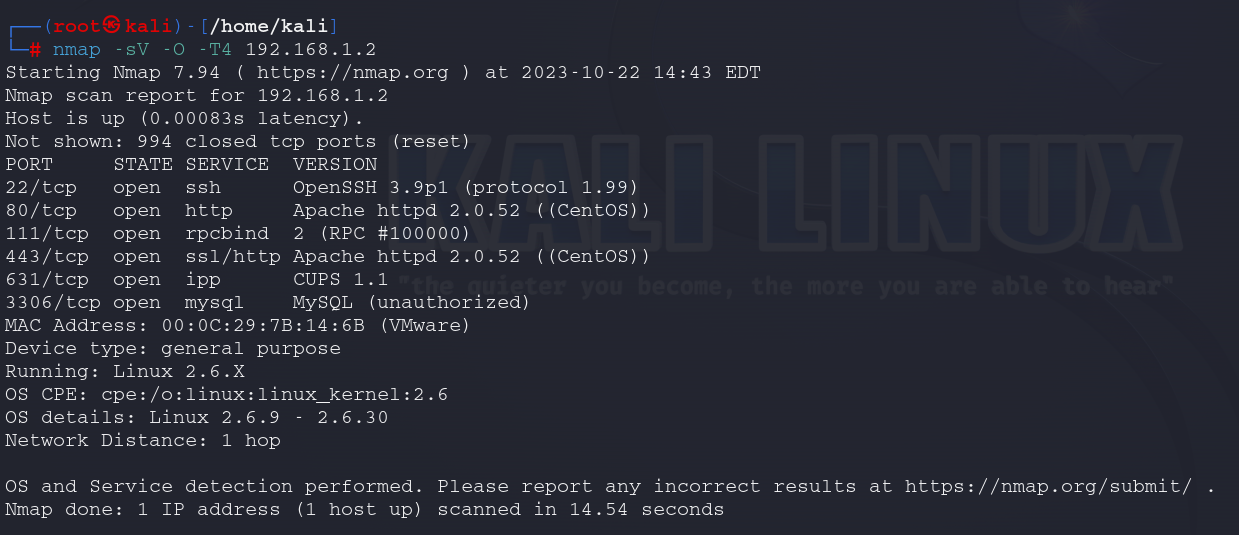 ┌──(root㉿kali)-[/home/kali]
└─# nmap -sV -O -T4 192.168.1.2
Starting Nmap 7.94 ( https://nmap.org ) at 2023-10-22 14:43 EDT
Nmap scan report for 192.168.1.2
Host is up (0.00083s latency).
Not shown: 994 closed tcp ports (reset)
PORT     STATE SERVICE  VERSION
22/tcp   open  ssh      OpenSSH 3.9p1 (protocol 1.99)
80/tcp   open  http     Apache httpd 2.0.52 ((CentOS))
111/tcp  open  rpcbind  2 (RPC #100000)
443/tcp  open  ssl/http Apache httpd 2.0.52 ((CentOS))
631/tcp  open  ipp      CUPS 1.1
3306/tcp open  mysql    MySQL (unauthorized)
MAC Address: 00:0C:29:7B:14:6B (VMware)
Device type: general purpose
Running: Linux 2.6.X
OS CPE: cpe:/o:linux:linux_kernel:2.6
OS details: Linux 2.6.9 - 2.6.30
Network Distance: 1 hop
OS and Service detection performed. Please report any incorrect results at https://nmap.org/submit/ .
Nmap done: 1 IP address (1 host up) scanned in 14.54 seconds
KALI LINUX
"the quieter you become, the more you are able to hear"